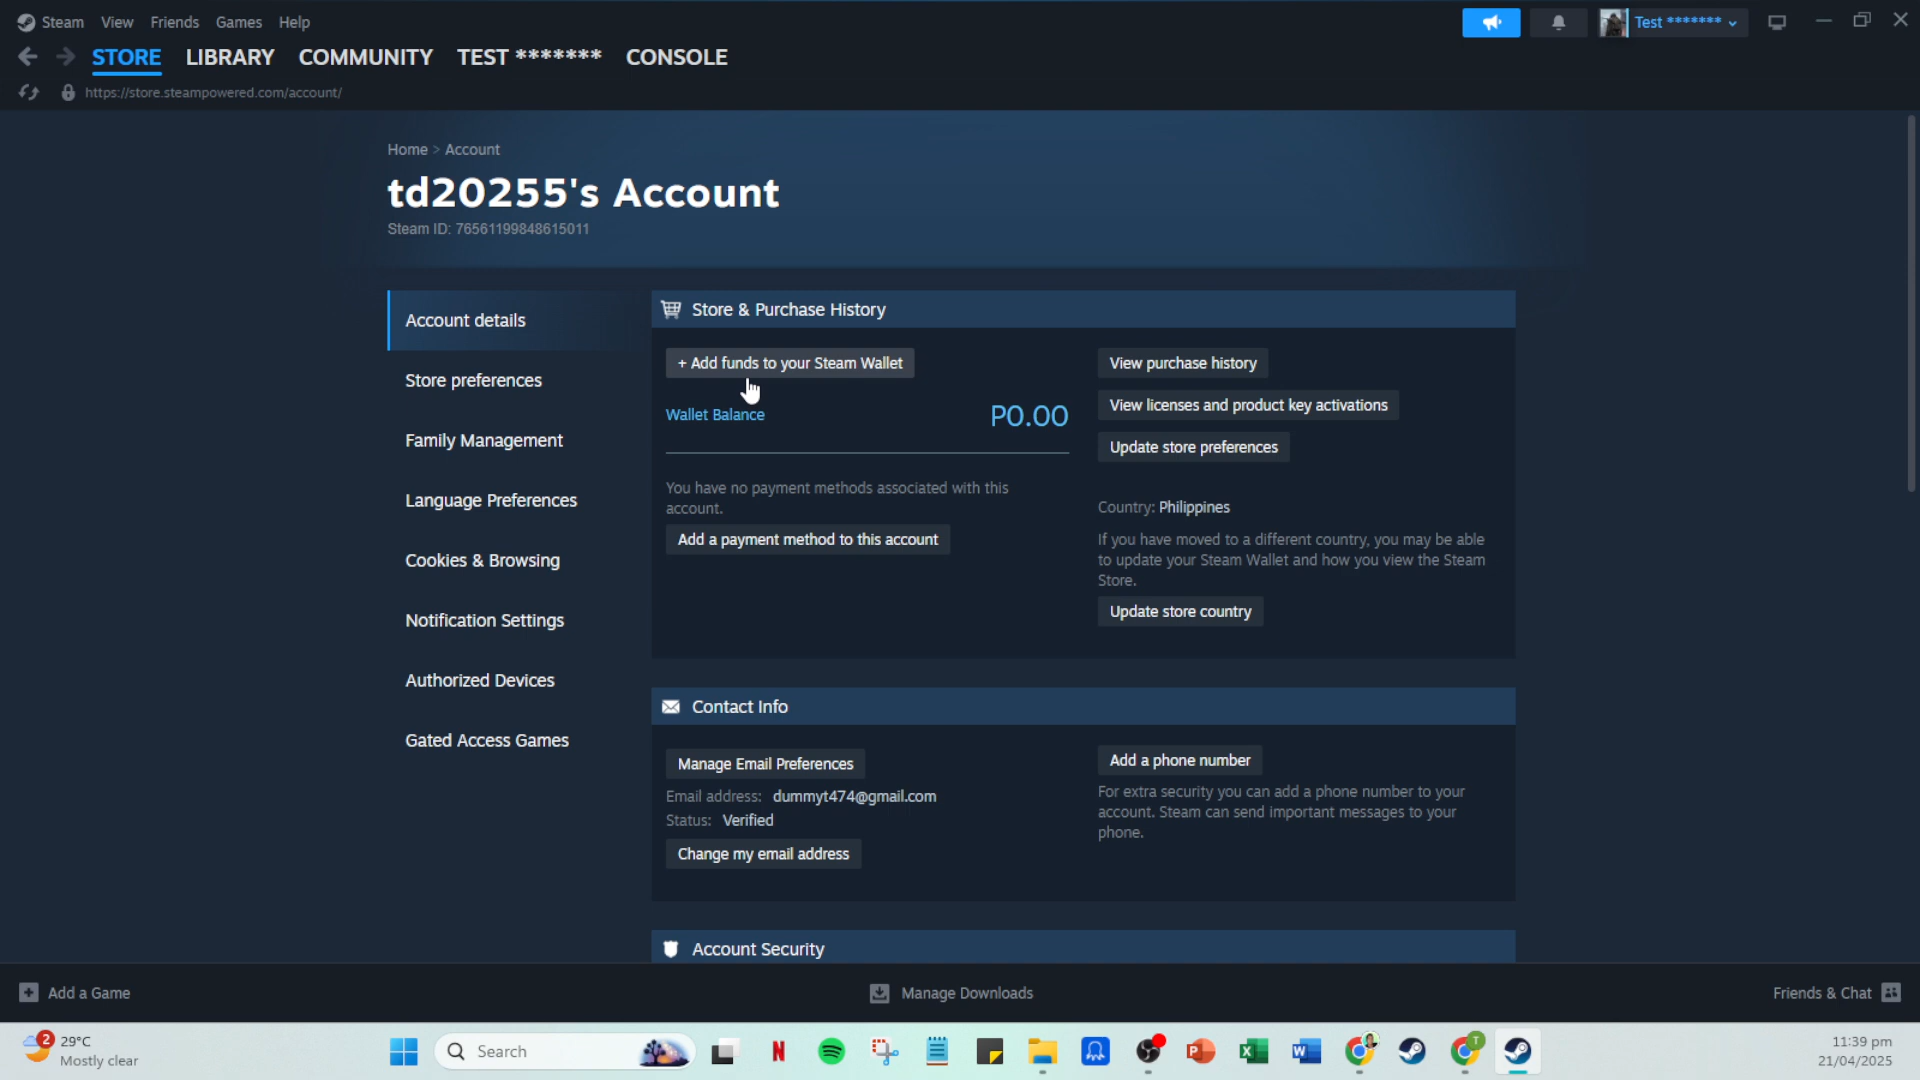 Steam View Friends Games Help
Test *******
STORE LIBRARY COMMUNITY TEST ******* CONSOLE
https://store.steampowered.com/account/
Home > Account
td20255's Account
Steam ID: 76561199848615011
Account details
Store preferences
Family Management
Language Preferences
Cookies & Browsing
Notification Settings
Authorized Devices
Gated Access Games
Store & Purchase History
+ Add funds to your Steam Wallet
Wallet Balance P0.00
You have no payment methods associated with this
account.
Add a payment method to this account
View purchase history
View licenses and product key activations
Update store preferences
Country: Philippines
If you have moved to a different country, you may be able
to update your Steam Wallet and how you view the Steam
Store.
Update store country
Contact Info
Manage Email Preferences
Email address: dummyt474@gmail.com
Status: Verified
Change my email address
Add a phone number
For extra security you can add a phone number to your
account. Steam can send important messages to your
phone.
Account Security
Add a Game
Manage Downloads
Friends & Chat
2
29°C
Mostly clear
Search
N
P
X
W
T
11:39 pm
21/04/2025